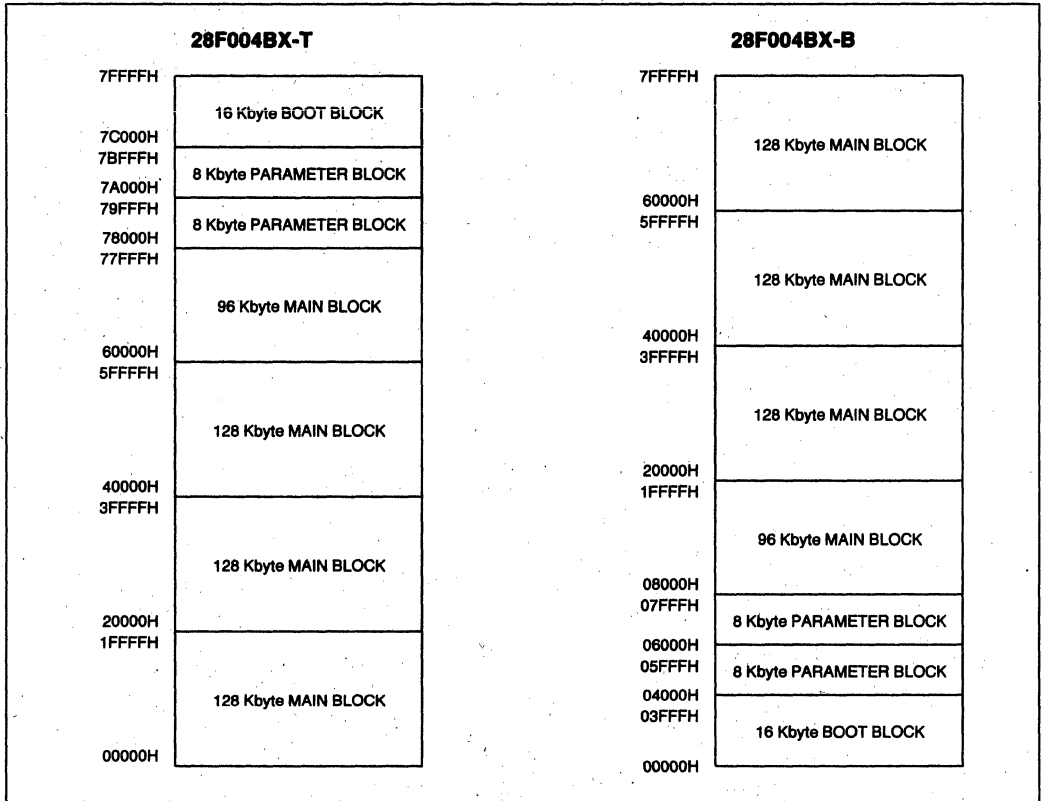 28F004BX-T
7FFFFH
16 Kbyte BOOT BLOCK
7C000H
7BFFFH
8 Kbyte PARAMETER BLOCK
7A000H
79FFFH
8 Kbyte PARAMETER BLOCK
78000H
77FFFH
96 Kbyte MAIN BLOCK
60000H
5FFFFH
128 Kbyte MAIN BLOCK
40000H
3FFFFH
128 Kbyte MAIN BLOCK
20000H
1FFFFH
128 Kbyte MAIN BLOCK
00000H
28F004BX-B
7FFFFH
128 Kbyte MAIN BLOCK
60000H
5FFFFH
128 Kbyte MAIN BLOCK
40000H
3FFFFH
128 Kbyte MAIN BLOCK
20000H
1FFFFH
96 Kbyte MAIN BLOCK
08000H
07FFFH
8 Kbyte PARAMETER BLOCK
06000H
05FFFH
8 Kbyte PARAMETER BLOCK
04000H
03FFFH
16 Kbyte BOOT BLOCK
00000H